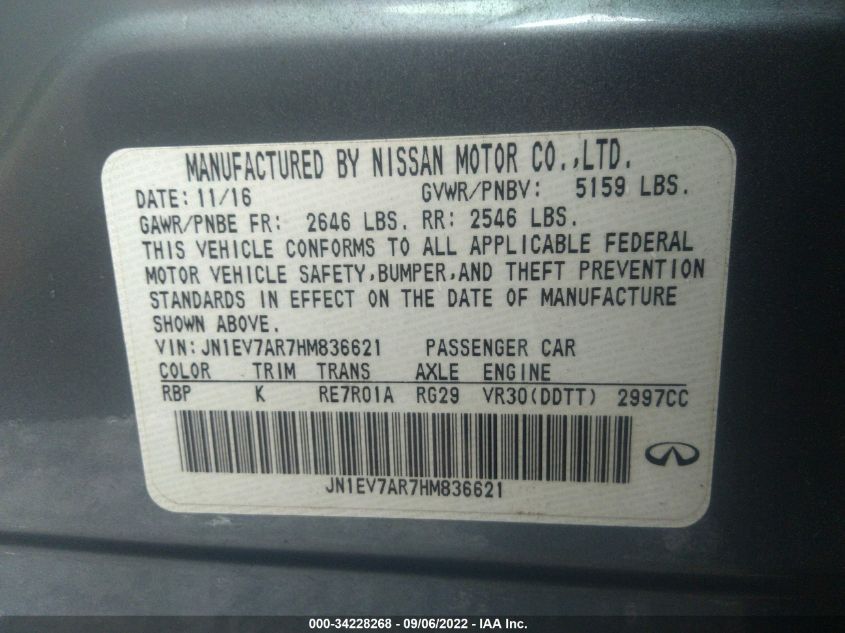 MANUFACTURED BY NISSAN MOTOR CO.,LTD.
DATE: 11/16 GVWR/PNBV: 5159 LBS.
GAWR/PNBE FR: 2646 LBS. RR: 2546 LBS.
THIS VEHICLE CONFORMS TO ALL APPLICABLE FEDERAL
MOTOR VEHICLE SAFETY,BUMPER,AND THEFT PREVENTION
STANDARDS IN EFFECT ON THE DATE OF MANUFACTURE
SHOWN ABOVE.
VIN:JN1EV7AR7HM836621 PASSENGER CAR
COLOR TRIM TRANS AXLE ENGINE
RBP K RE7R01A RG29 VR30(DDTT) 2997CC
JN1EV7AR7HM836621
000-34228268 - 09/06/2022 - IAA Inc.